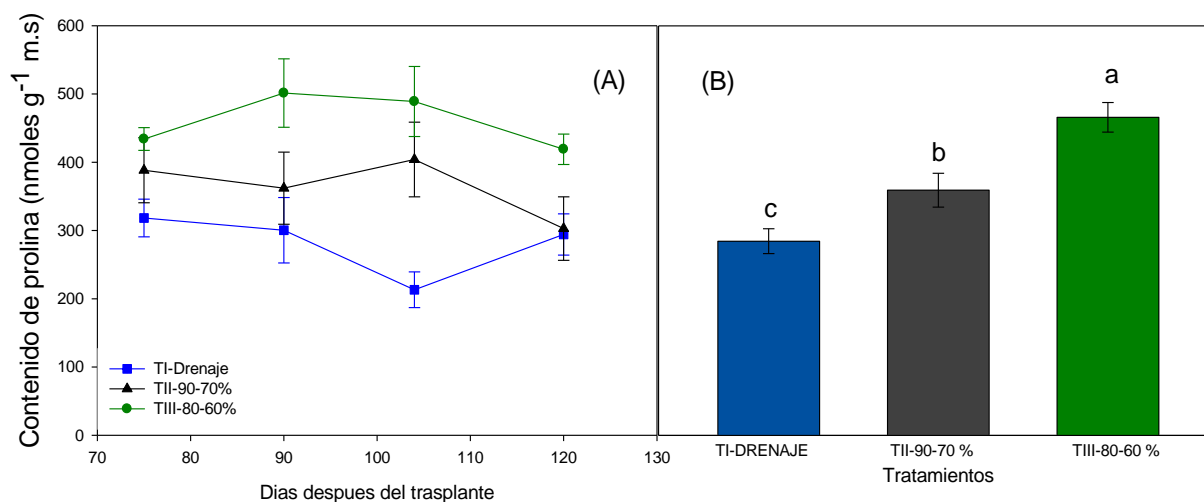 Contenido de prolina (nmoles g-1 m.s)
600
500
400
300
200
100
0
(A)
TI-Drenaje
TII-90-70%
TIII-80-60%
70
80
90
100
110
120
130
Dias despues del trasplante
(B)
c
b
a
TI-DRENAJE
TII-90-70 %
TIII-80-60 %
Tratamientos